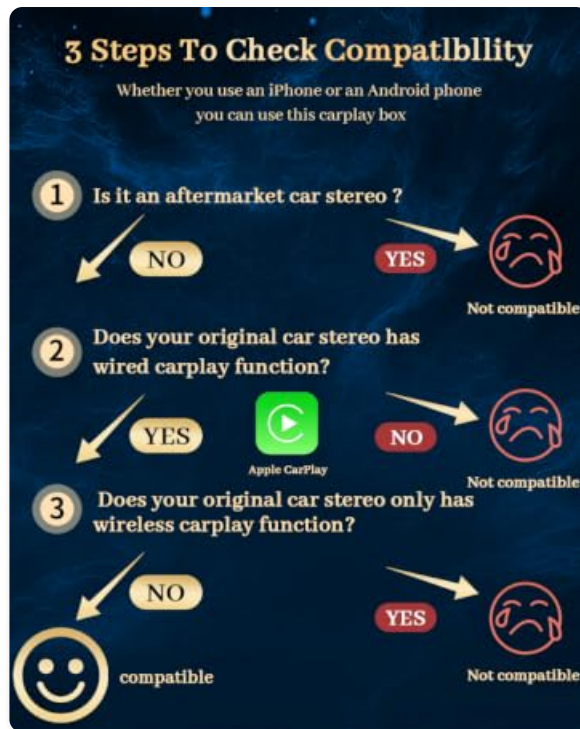 3 Steps To Check Compatlbllity
Whether you use an iPhone or an Android phone
you can use this carplay box
1 Is it an aftermarket car stereo ?
NO
YES
Not compatible
2 Does your original car stereo has
wired carplay function?
YES
NO
Apple CarPlay
Not compatible
3 Does your original car stereo only has
wireless carplay function?
NO
YES
compatible
Not compatible